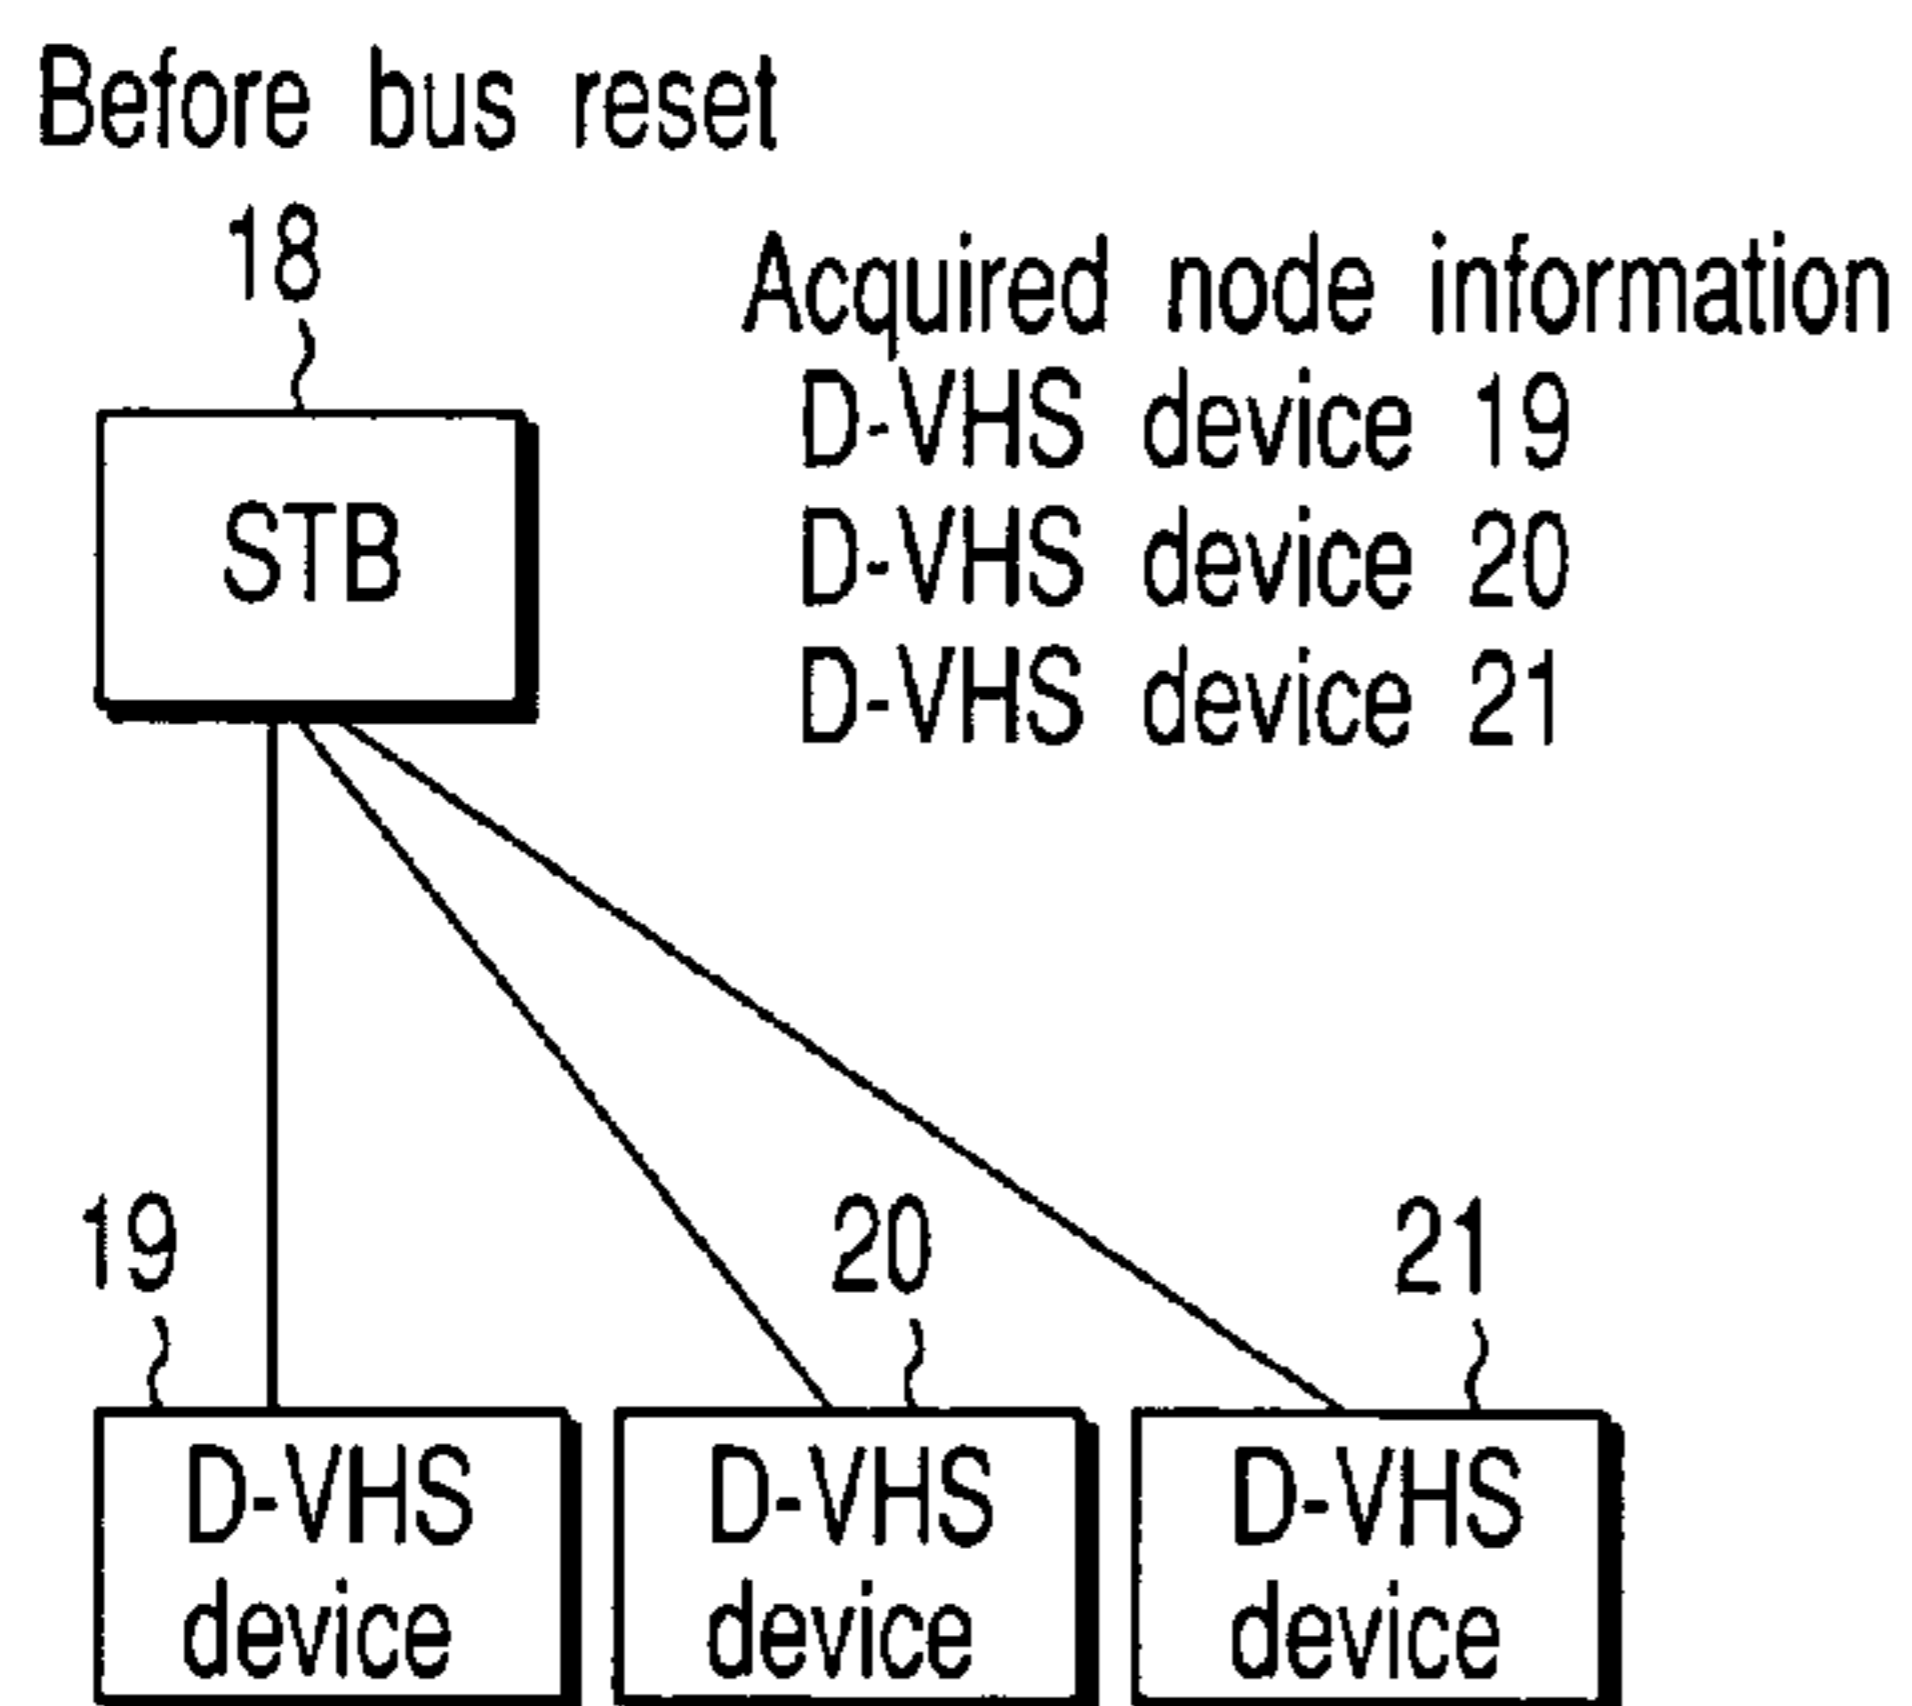 Before bus reset
18
Acquired node information
D-VHS device 19
D-VHS device 20
D-VHS device 21
STB
19
20
21
D-VHS
device
D-VHS
device
D-VHS
device